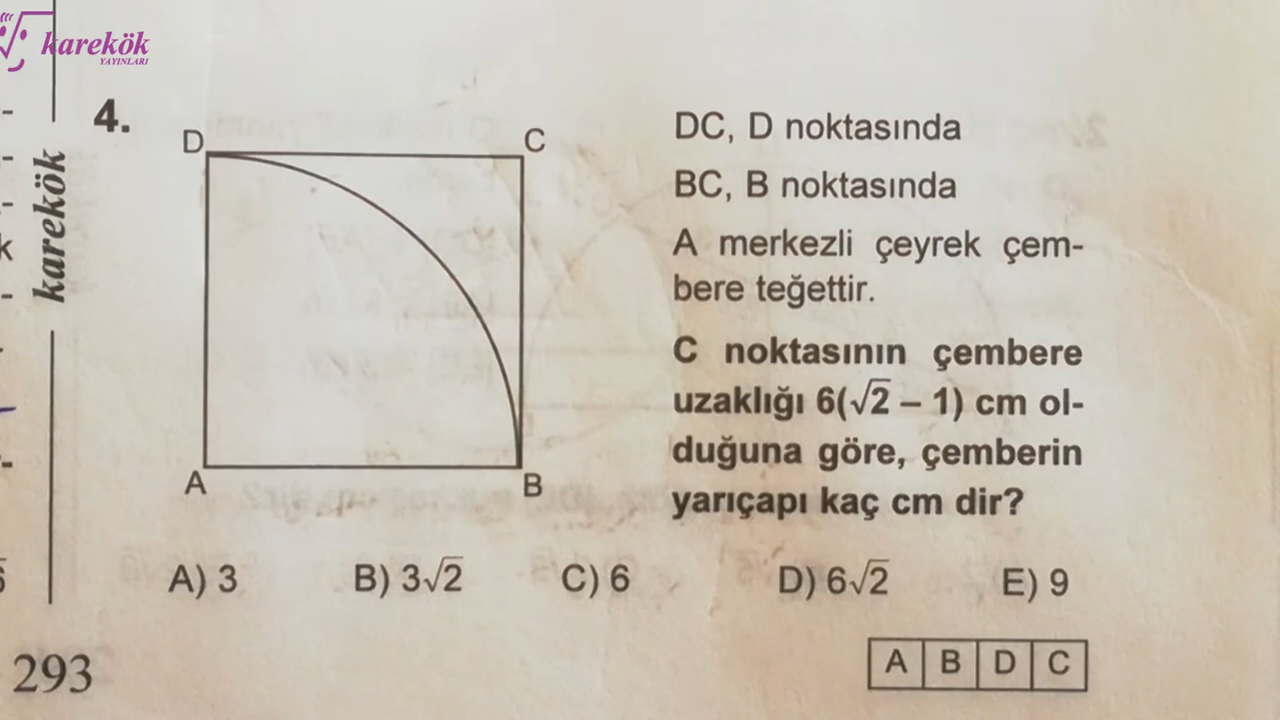 karekök
YAYINLARI
karekök
4.
D
C
A
B
DC, D noktasında
BC, B noktasında
A merkezli çeyrek çem-
bere teğettir.
C noktasının çembere
uzaklığı 6(√2 – 1) cm ol-
duğuna göre, çemberin
yarıçapı kaç cm dir?
A) 3 B) 3√2 C) 6 D) 6√2 E) 9
A B D C
293